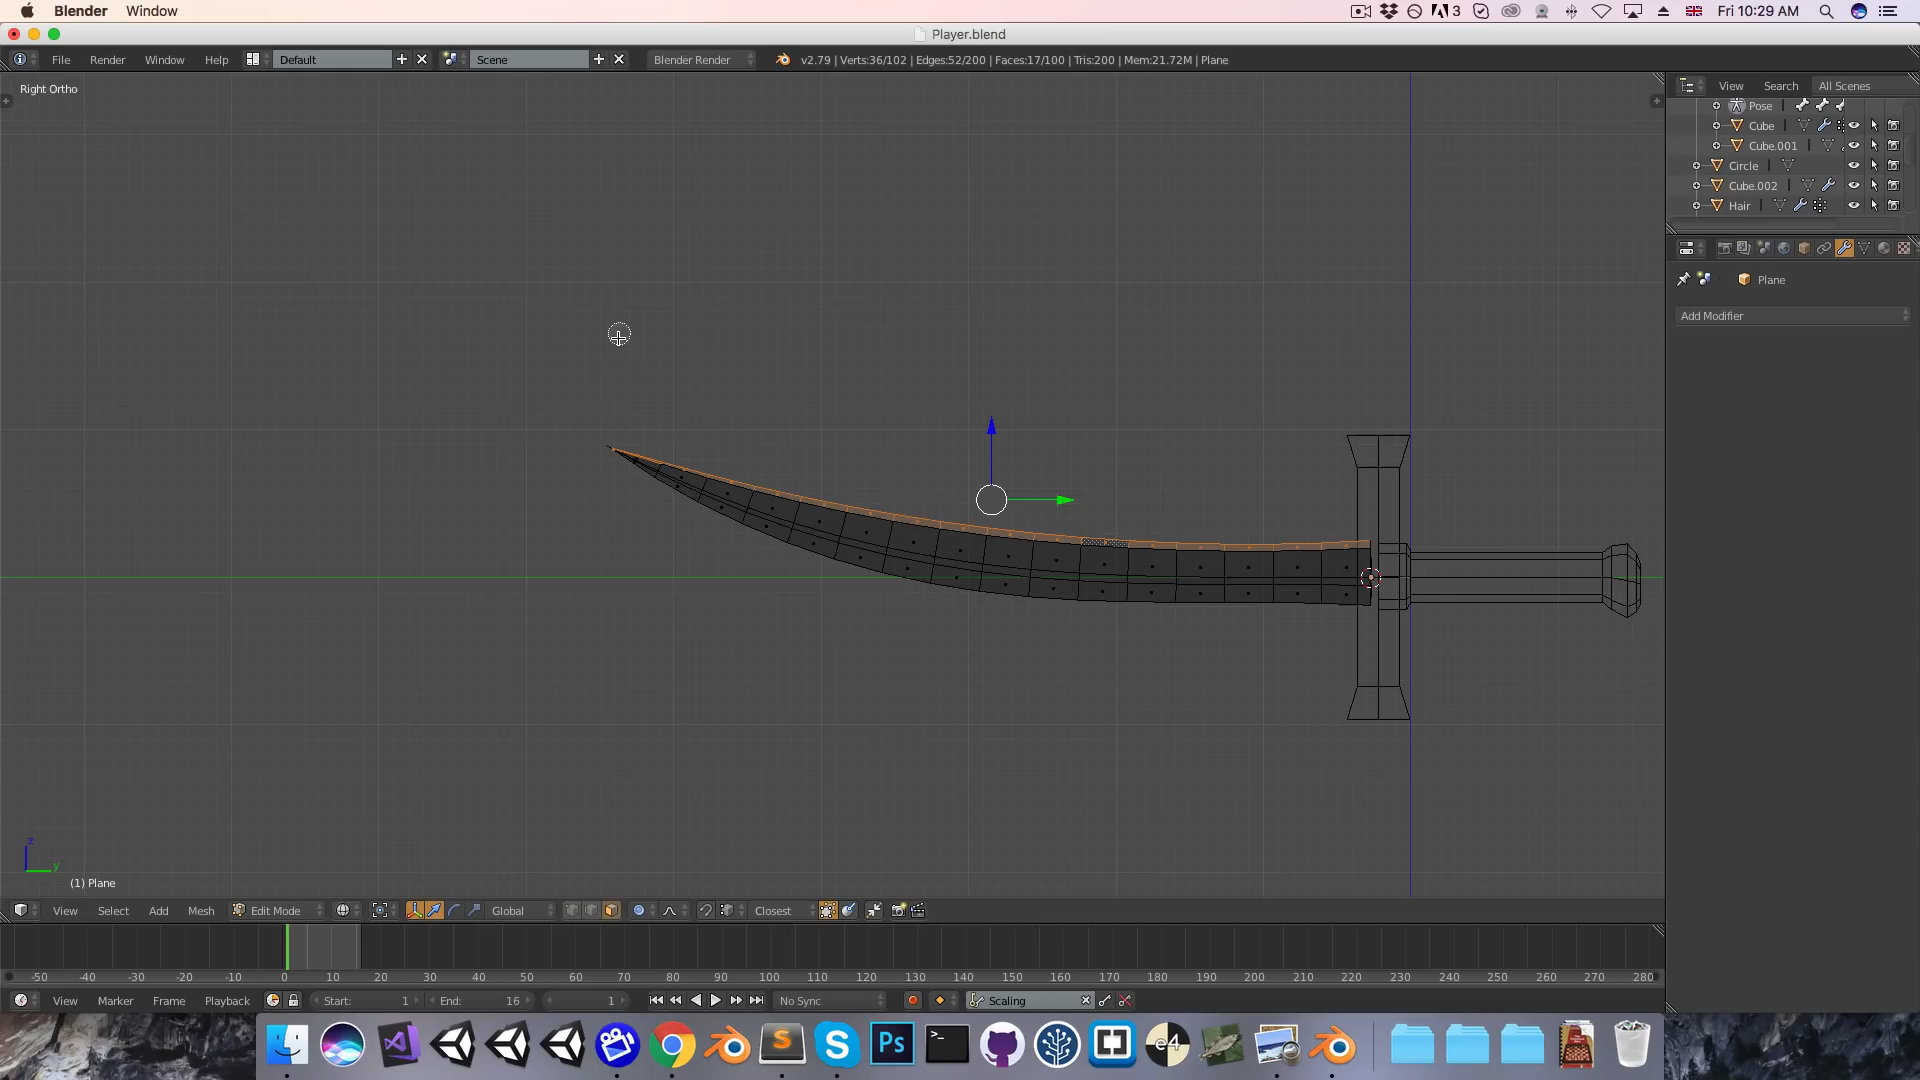 Blender Window 3 Fri 10:29 AM
Player.blend
File Render Window Help Default Scene Blender Render v2.79 | Verts:36/102 | Edges:52/200 | Faces:17/100 | Tris:200 | Mem:21.72M | Plane
Right Ortho
View Search All Scenes
Pose
Cube
Cube.001
Circle
Cube.002
Hair
Plane
Add Modifier
z
y
(1) Plane
View Select Add Mesh Edit Mode Global Closest
-50 -40 -30 -20 -10 0 10 20 30 40 50 60 70 80 90 100 110 120 130 140 150 160 170 180 190 200 210 220 230 240 250 260 270 280
View Marker Frame Playback Start: 1 End: 16 1 No Sync Scaling
S S Ps >_ e4